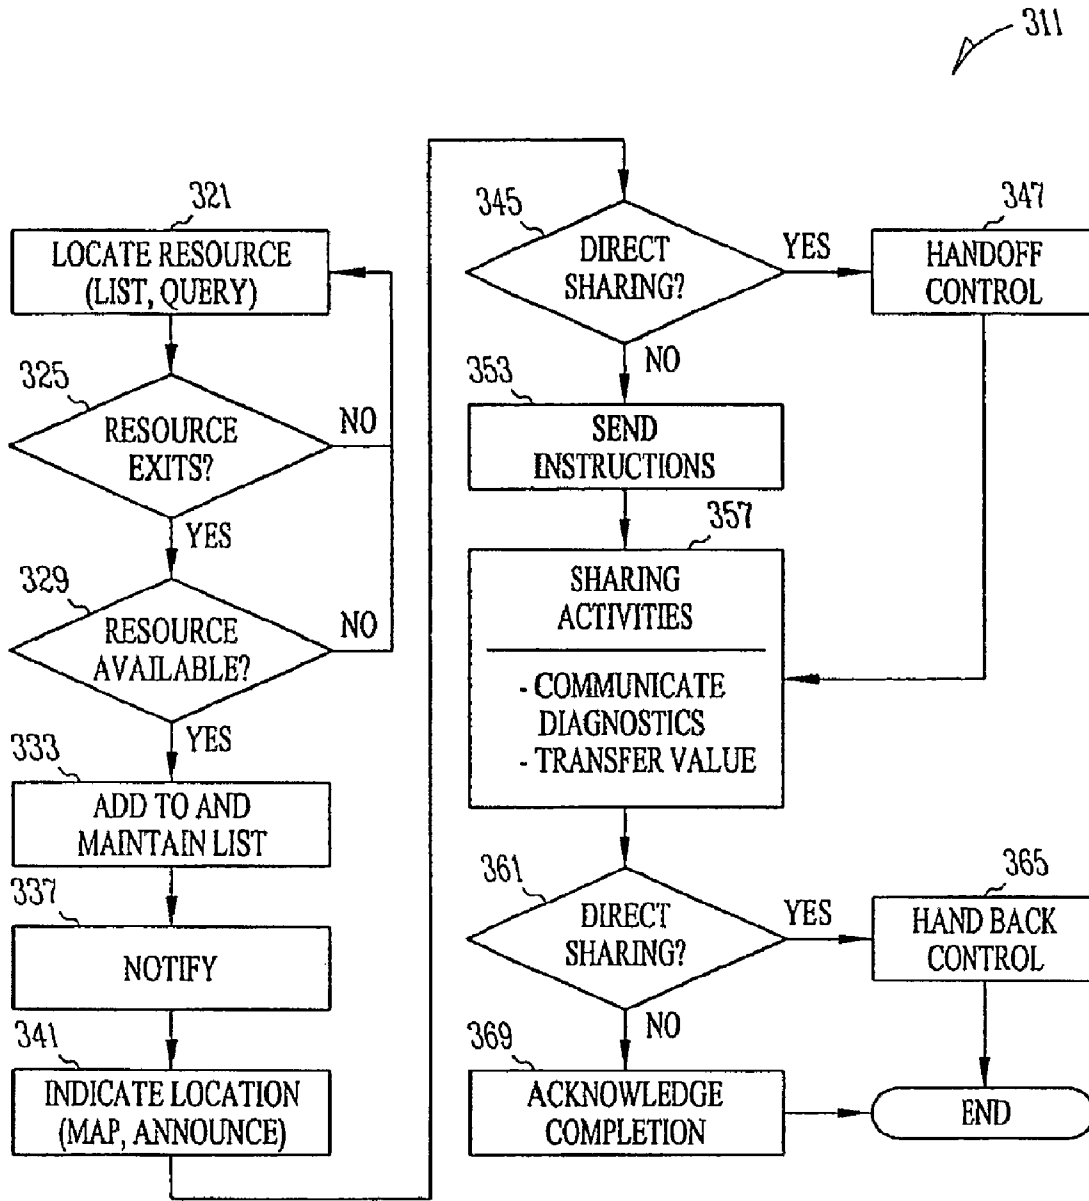 311
321
LOCATE RESOURCE
(LIST, QUERY)
325
RESOURCE
EXITS?
NO
YES
329
RESOURCE
AVAILABLE?
NO
YES
333
ADD TO AND
MAINTAIN LIST
337
NOTIFY
341
INDICATE LOCATION
(MAP, ANNOUNCE)
345
DIRECT
SHARING?
YES
347
HANDOFF
CONTROL
NO
353
SEND
INSTRUCTIONS
357
SHARING
ACTIVITIES
- COMMUNICATE
DIAGNOSTICS
- TRANSFER VALUE
361
DIRECT
SHARING?
YES
365
HAND BACK
CONTROL
NO
369
ACKNOWLEDGE
COMPLETION
END